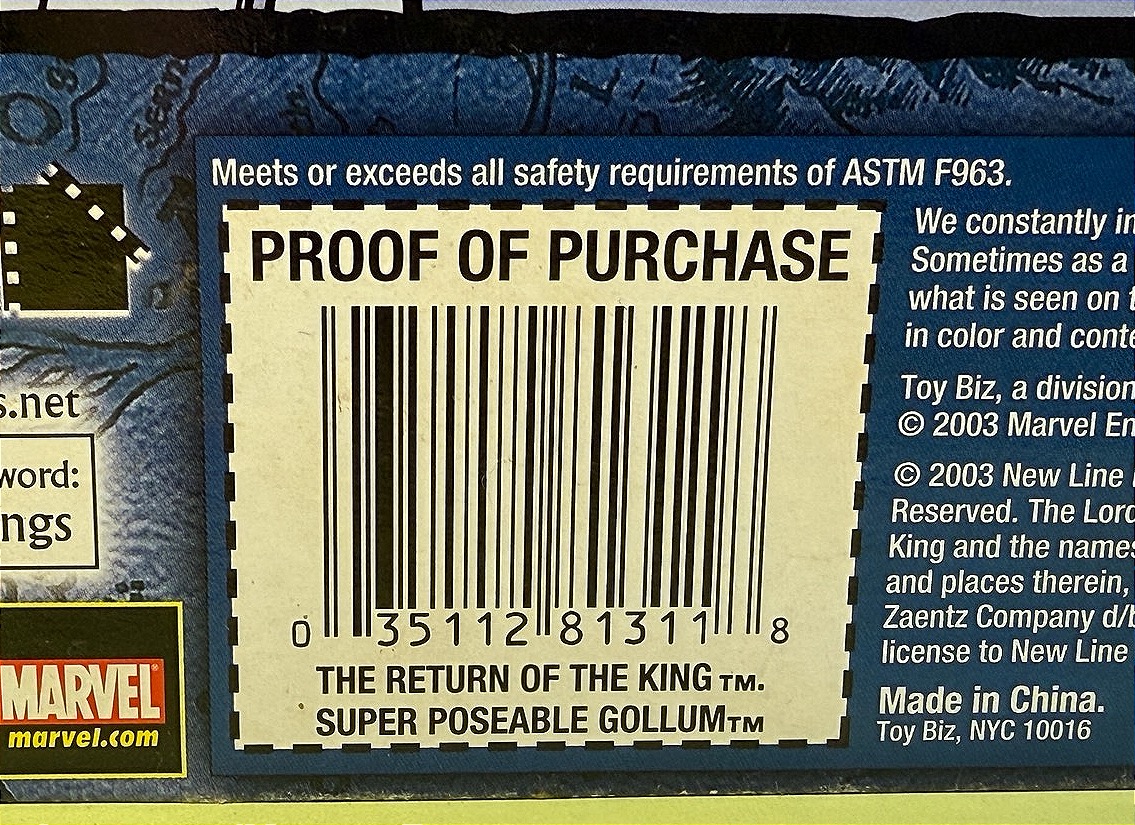 Meets or exceeds all safety requirements of ASTM F963.
PROOF OF PURCHASE
0 35112 81311 8
THE RETURN OF THE KING TM.
SUPER POSEABLE GOLLUM TM
We constantly in
Sometimes as a
what is seen on t
in color and conte
Toy Biz, a division
© 2003 Marvel En
© 2003 New Line
Reserved. The Lord
King and the names
and places therein,
Zaentz Company d/b
license to New Line
Made in China.
Toy Biz, NYC 10016
s.net
word:
ngs
MARVEL
marvel.com